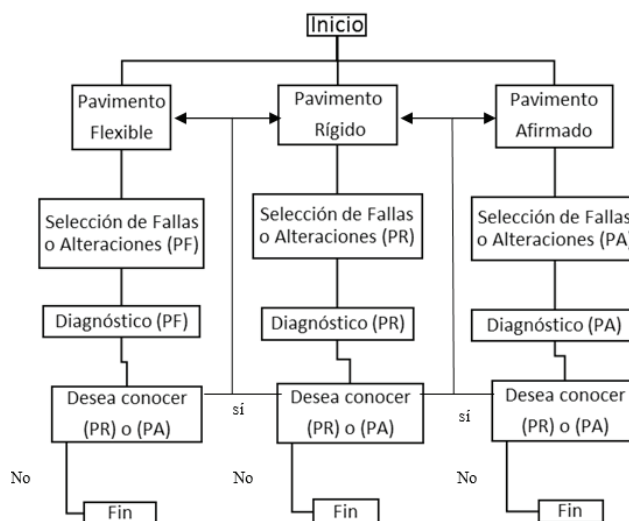 Inicio
Pavimento
Flexible
Pavimento
Rígido
Pavimento
Afirmado
Selección de Fallas
o Alteraciones (PF)
Selección de Fallas
o Alteraciones (PR)
Selección de Fallas
o Alteraciones (PA)
Diagnóstico (PF)
Diagnóstico (PR)
Diagnóstico (PA)
Desea conocer
(PR) o (PA)
sí
Desea conocer
(PR) o (PA)
sí
Desea conocer
(PR) o (PA)
No
No
No
Fin
Fin
Fin